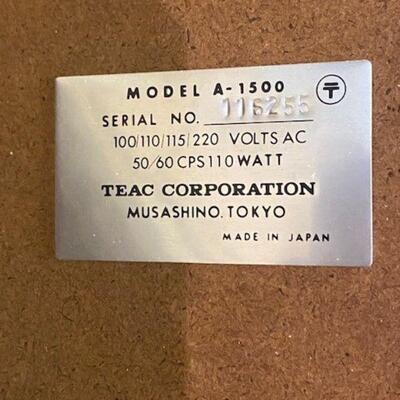 MODEL A-1500
SERIAL NO. 116255
100/110/115/220 VOLTS AC
50/60 CPS 110 WATT
TEAC CORPORATION
MUSASHINO. TOKYO
MADE IN JAPAN